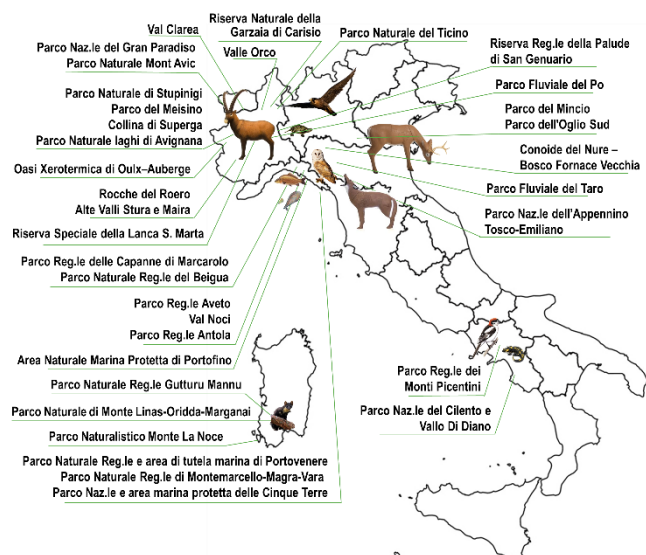 Val Clarea
Riserva Naturale della
Garzaia di Carisio
Parco Naturale del Ticino
Parco Naz.le del Gran Paradiso
Parco Naturale Mont Avic
Valle Orco
Riserva Reg.le della Palude
di San Genuario
Parco Fluviale del Po
Parco Naturale di Stupinigi
Parco del Meisino
Collina di Superga
Parco Naturale laghi di Avignana
Parco del Mincio
Parco dell'Oglio Sud
Oasi Xerotermica di Oulx–Auberge
Conoide del Nure –
Bosco Fornace Vecchia
Rocche del Roero
Alte Valli Stura e Maira
Parco Fluviale del Taro
Riserva Speciale della Lanca S. Marta
Parco Naz.le dell'Appennino
Tosco-Emiliano
Parco Reg.le delle Capanne di Marcarolo
Parco Naturale Reg.le del Beigua
Parco Reg.le Aveto
Val Noci
Parco Reg.le Antola
Area Naturale Marina Protetta di Portofino
Parco Reg.le dei
Monti Picentini
Parco Naturale Reg.le Gutturu Mannu
Parco Naturale di Monte Linas-Oridda-Marganai
Parco Naz.le del Cilento e
Vallo Di Diano
Parco Naturalistico Monte La Noce
Parco Naturale Reg.le e area di tutela marina di Portovenere
Parco Naturale Reg.le di Montemarcello-Magra-Vara
Parco Naz.le e area marina protetta delle Cinque Terre